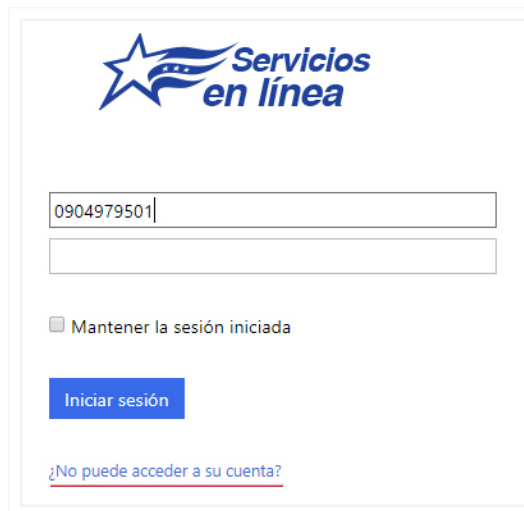 Servicios
en línea
0904979501
Mantener la sesión iniciada
Iniciar sesión
¿No puede acceder a su cuenta?